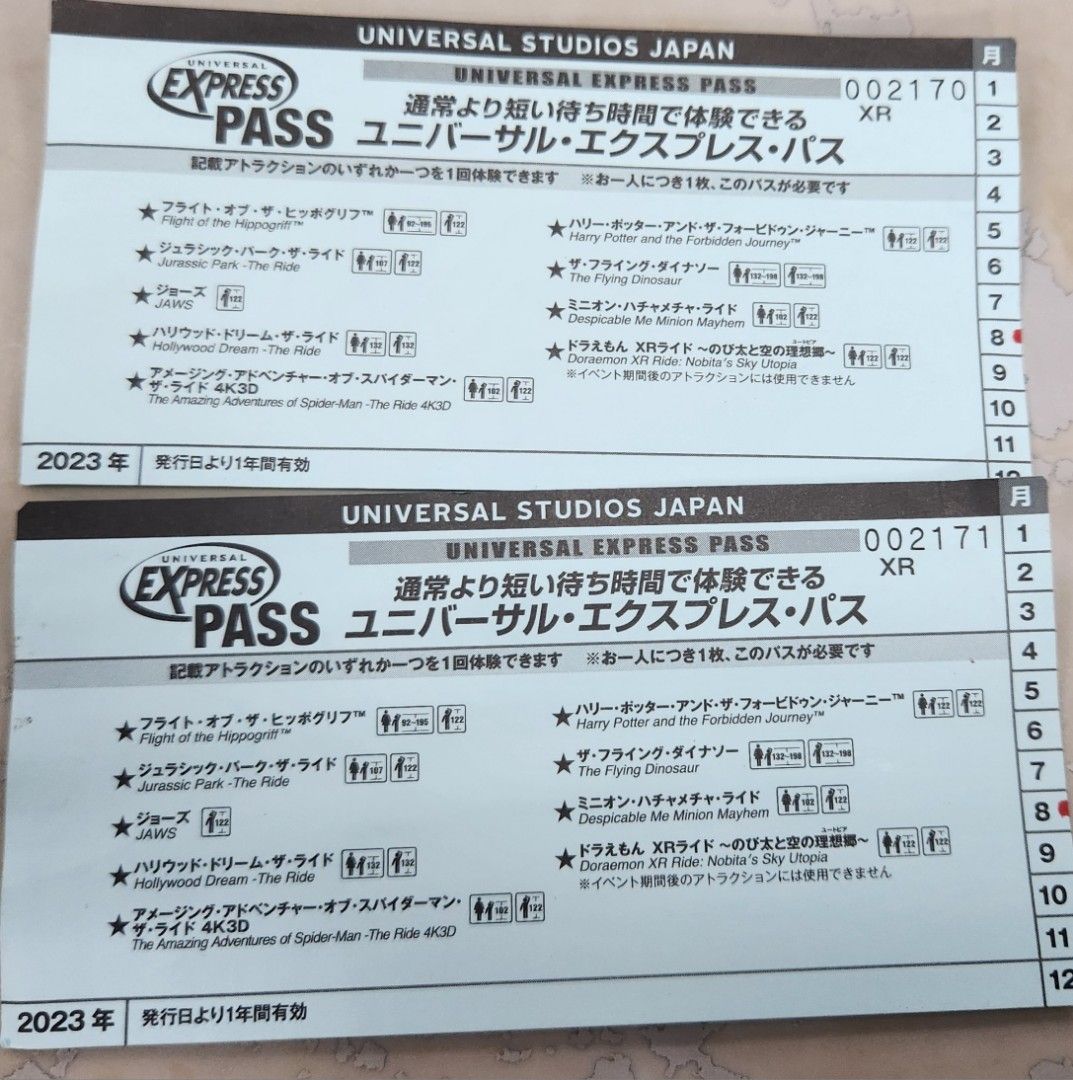 UNIVERSAL STUDIOS JAPAN
月
UNIVERSAL
EXPRESS
PASS
UNIVERSAL EXPRESS PASS
002170
XR
通常より短い待ち時間で体験できる
ユニバーサル・エクスプレス・パス
記載アトラクションのいずれか一つを1回体験できます ※お一人につき1枚、このパスが必要です
★フライト・オブ・ザ・ヒッポグリフ™ 92~195 122
Flight of the Hippogriff™
★ジュラシック・パーク・ザ・ライド 107 122
Jurassic Park -The Ride
★ジョーズ 122
JAWS
★ハリウッド・ドリーム・ザ・ライド 132 132
Hollywood Dream -The Ride
★アメージング・アドベンチャー・オブ・スパイダーマン・
ザ・ライド 4K3D 102 122
The Amazing Adventures of Spider-Man -The Ride 4K3D
★ハリー・ポッター・アンド・ザ・フォービドゥン・ジャーニー™ 122 122
Harry Potter and the Forbidden Journey™
★ザ・フライング・ダイナソー 132~198 132~198
The Flying Dinosaur
★ミニオン・ハチャメチャ・ライド 102 122
Despicable Me Minion Mayhem
ユートピア
★ドラえもん XRライド ～のび太と空の理想郷～ 122 122
Doraemon XR Ride: Nobita's Sky Utopia
※イベント期間後のアトラクションには使用できません
1
2
3
4
5
6
7
8
9
10
11
12
2023年 発行日より1年間有効
UNIVERSAL STUDIOS JAPAN
月
UNIVERSAL
EXPRESS
PASS
UNIVERSAL EXPRESS PASS
002171
XR
通常より短い待ち時間で体験できる
ユニバーサル・エクスプレス・パス
記載アトラクションのいずれか一つを1回体験できます ※お一人につき1枚、このパスが必要です
★フライト・オブ・ザ・ヒッポグリフ™ 92~195 122
Flight of the Hippogriff™
★ジュラシック・パーク・ザ・ライド 107 122
Jurassic Park -The Ride
★ジョーズ 122
JAWS
★ハリウッド・ドリーム・ザ・ライド 132 132
Hollywood Dream -The Ride
★アメージング・アドベンチャー・オブ・スパイダーマン・
ザ・ライド 4K3D 102 122
The Amazing Adventures of Spider-Man -The Ride 4K3D
★ハリー・ポッター・アンド・ザ・フォービドゥン・ジャーニー™ 122 122
Harry Potter and the Forbidden Journey™
★ザ・フライング・ダイナソー 132~198 132~198
The Flying Dinosaur
★ミニオン・ハチャメチャ・ライド 102 122
Despicable Me Minion Mayhem
ユートピア
★ドラえもん XRライド ～のび太と空の理想郷～ 122 122
Doraemon XR Ride: Nobita's Sky Utopia
※イベント期間後のアトラクションには使用できません
1
2
3
4
5
6
7
8
9
10
11
12
2023年 発行日より1年間有効